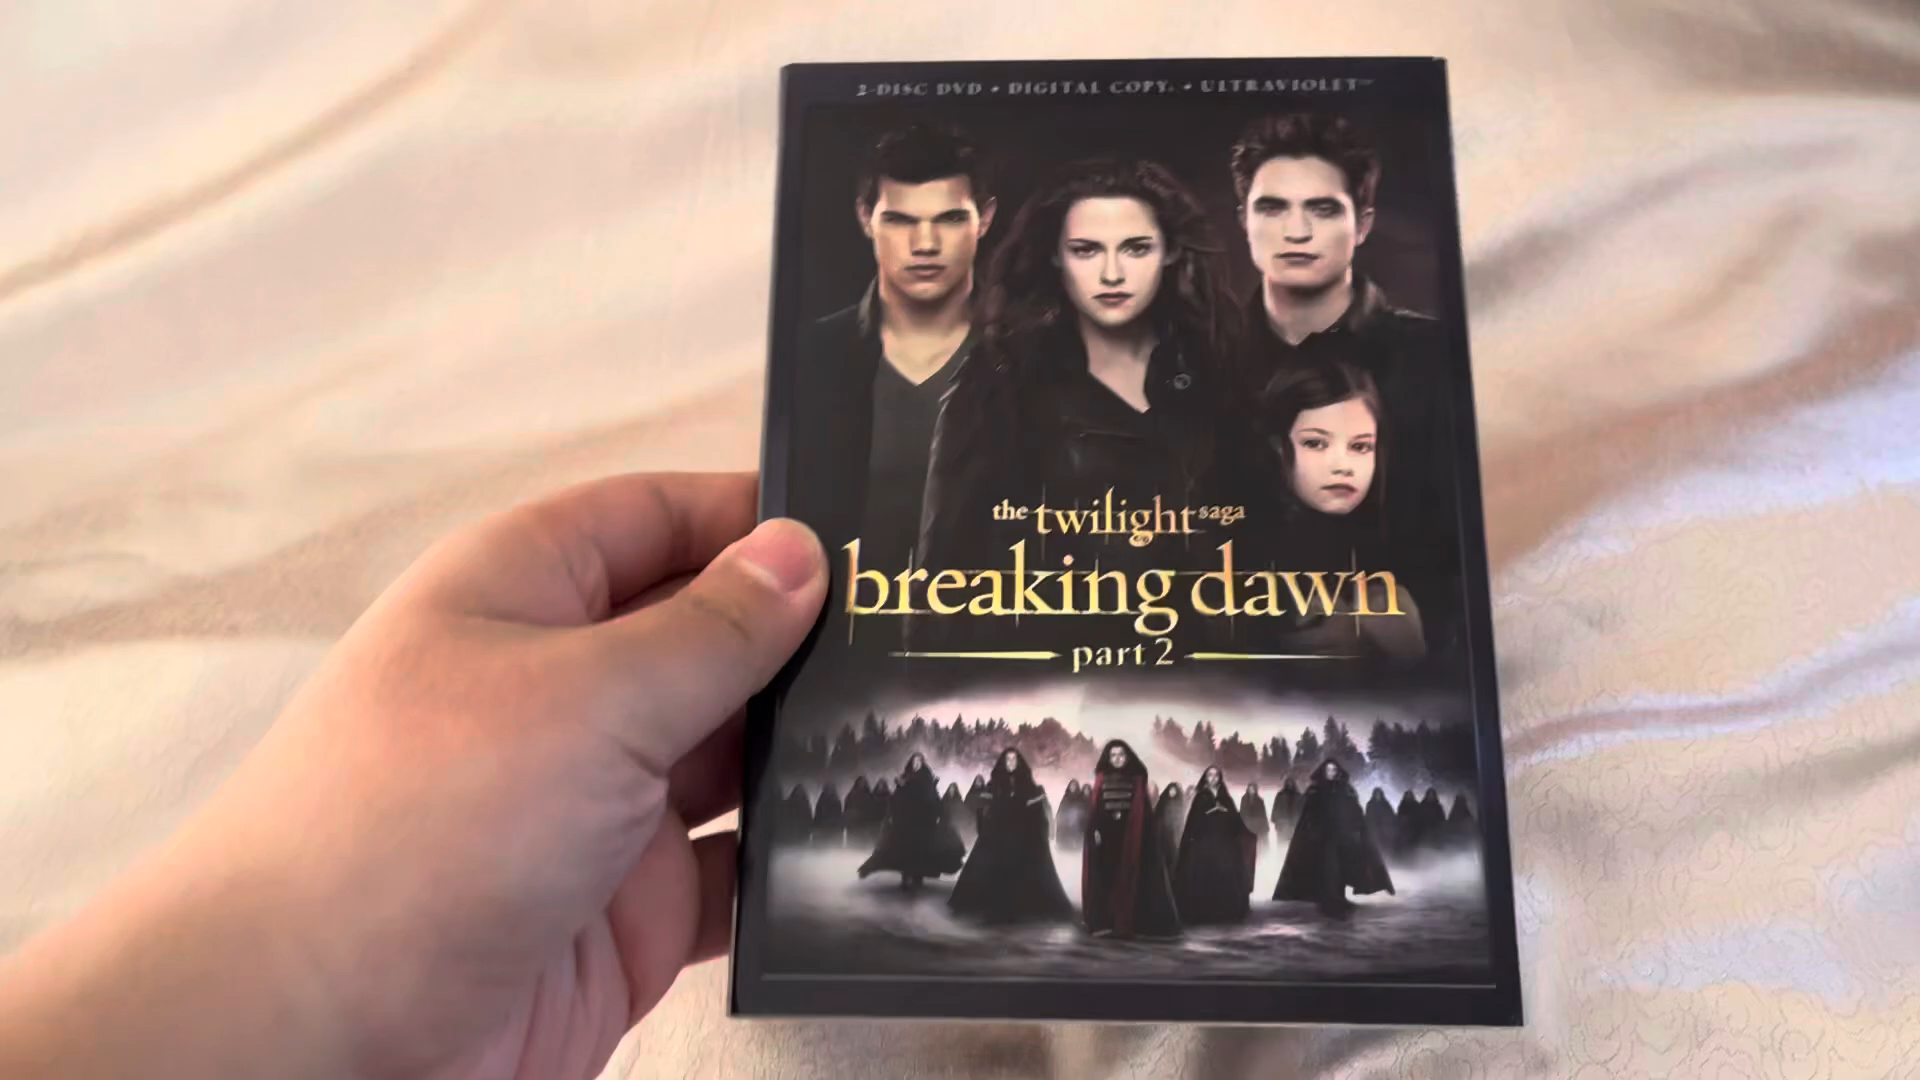 2-DISC DVD • DIGITAL COPY • ULTRAVIOLET
the twilight saga
breaking dawn
part 2